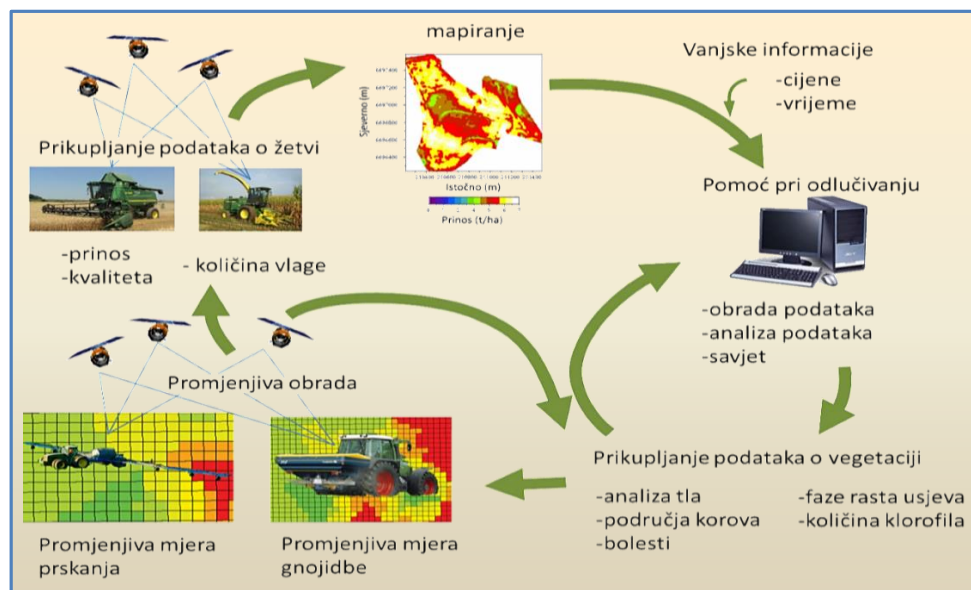 mapiranje
Vanjske informacije
-cijene
-vrijeme
Prikupljanje podataka o žetvi
Sjeverno (m)
Istočno (m)
Prinos (t/ha)
-prinos
-kvaliteta
- količina vlage
Pomoć pri odlučivanju
-obrada podataka
-analiza podataka
-savjet
Promjenjiva obrada
Promjenjiva mjera
prskanja
Promjenjiva mjera
gnojidbe
Prikupljanje podataka o vegetaciji
-analiza tla
-područja korova
-bolesti
-faze rasta usjeva
-količina klorofila